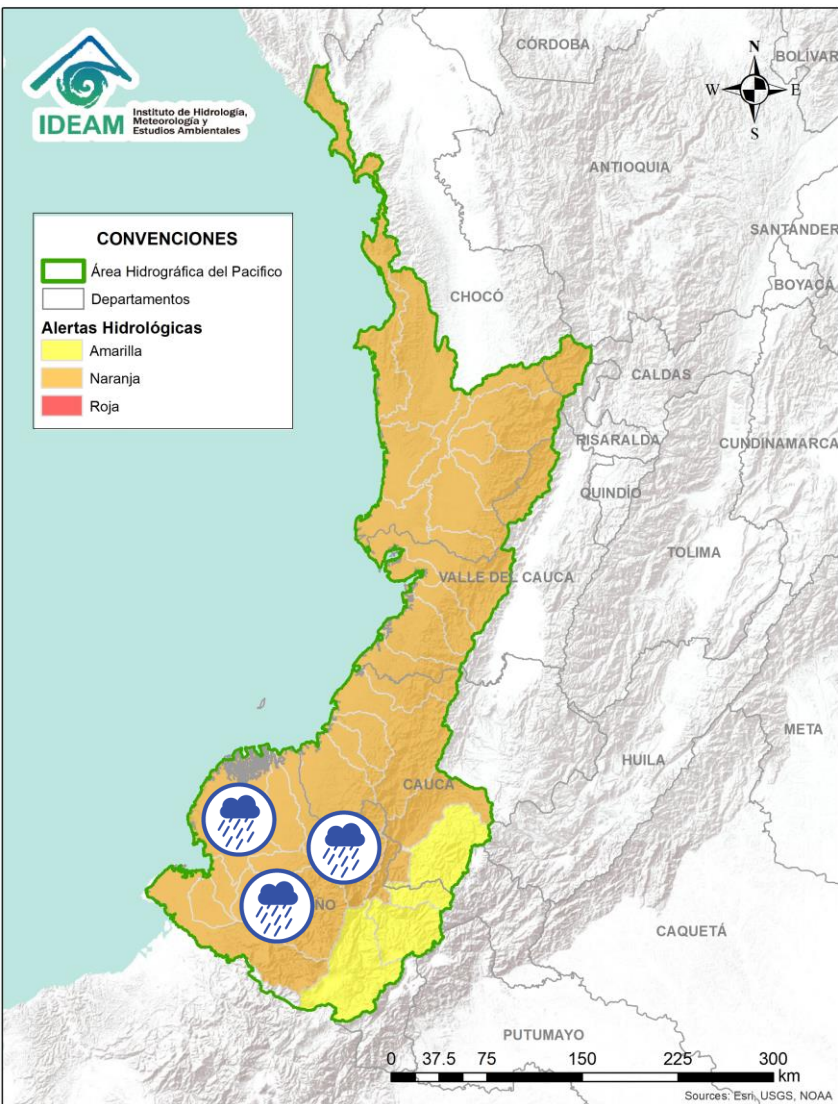 IDEAM
Instituto de Hidrología,
Meteorología y
Estudios Ambientales
CONVENCIONES
Área Hidrográfica del Pacifico
Departamentos
Alertas Hidrológicas
Amarilla
Naranja
Roja
N
W
E
S
CÓRDOBA
BOLÍVAR
ANTIOQUIA
SANTANDER
BOYACÁ
CHOCÓ
CALDAS
RISARALDA
CUNDINAMARCA
QUINDÍO
TOLIMA
VALLE DEL CAUCA
META
HUILA
CAUCA
ÑO
CAQUETÁ
PUTUMAYO
0 37.5 75 150 225 300
km
Sources: Esri, USGS, NOAA